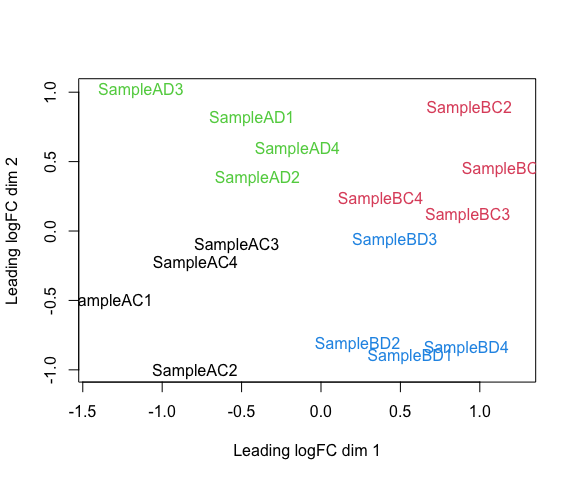 SampleAD3
SampleBC2
SampleAD1
SampleAD4
SampleBC
SampleAD2
SampleBC4
SampleBC3
SampleBD3
SampleAC3
SampleAC4
ampleAC1
SampleBD2
SampleBD4
SampleBD1
SampleAC2
1.0
0.5
0.0
-0.5
-1.0
Leading logFC dim 2
-1.5 -1.0 -0.5 0.0 0.5 1.0
Leading logFC dim 1